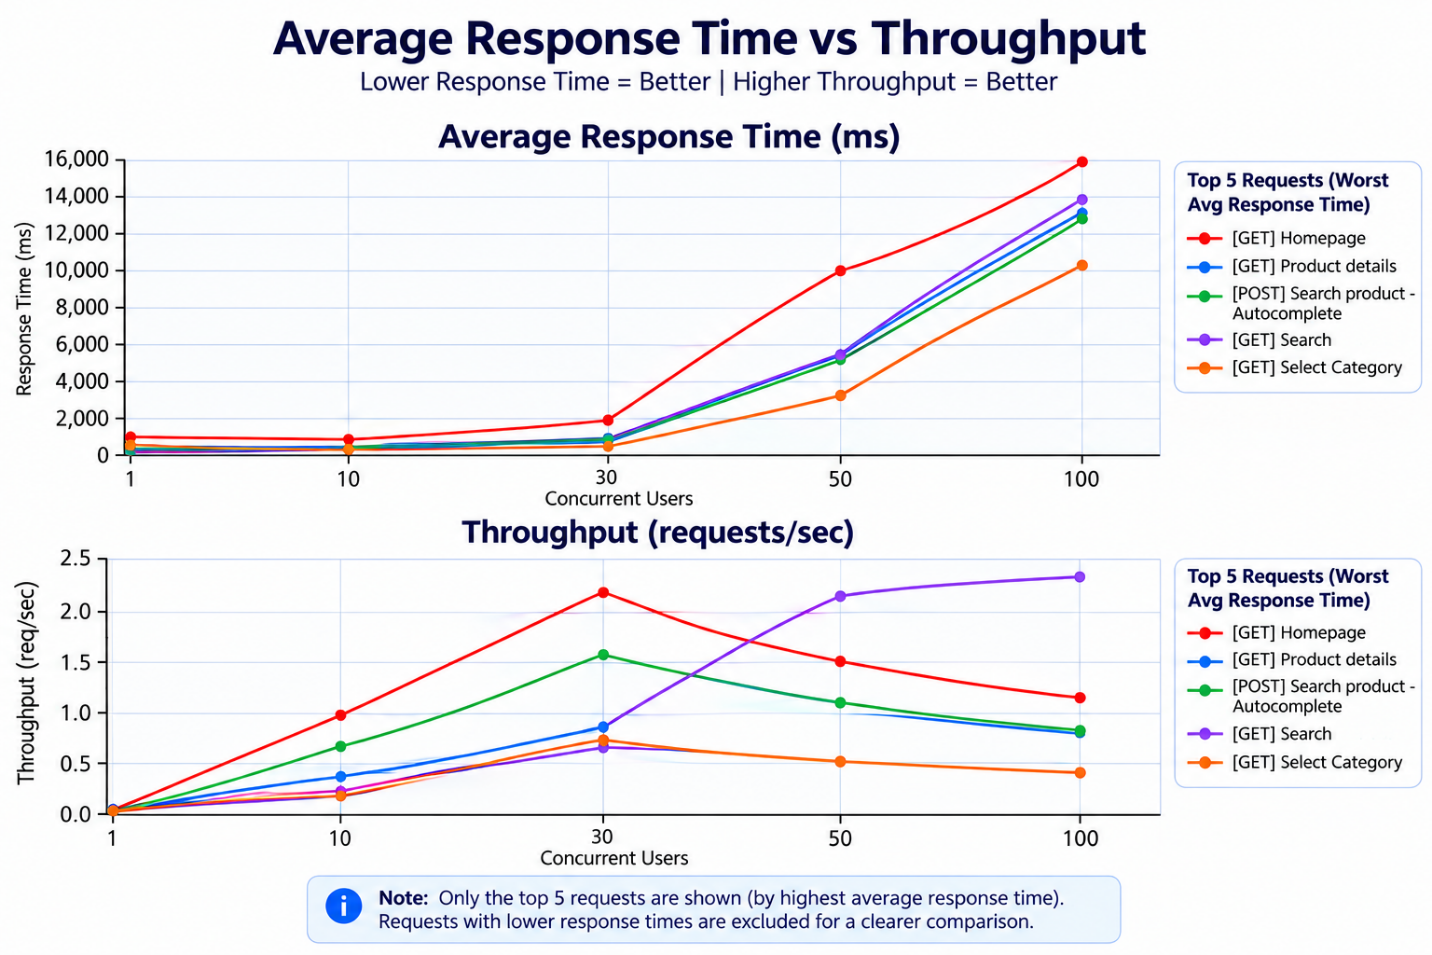 Average Response Time vs Throughput
Lower Response Time = Better | Higher Throughput = Better
Average Response Time (ms)
Response Time (ms)
16,000
14,000
12,000
10,000
8,000
6,000
4,000
2,000
0
1 10 30 50 100
Concurrent Users
Top 5 Requests (Worst
Avg Response Time)
[GET] Homepage
[GET] Product details
[POST] Search product -
Autocomplete
[GET] Search
[GET] Select Category
Throughput (requests/sec)
Throughput (req/sec)
2.5
2.0
1.5
1.0
0.5
0.0
1 10 30 50 100
Concurrent Users
Top 5 Requests (Worst
Avg Response Time)
[GET] Homepage
[GET] Product details
[POST] Search product -
Autocomplete
[GET] Search
[GET] Select Category
i
Note: Only the top 5 requests are shown (by highest average response time).
Requests with lower response times are excluded for a clearer comparison.